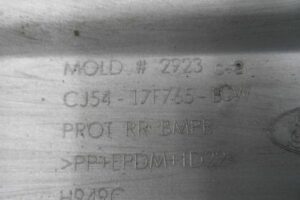 MOLD # 2923
CJ54-17F765-BCW
PROT RR BMPR
>PP+EPDM+TD22<